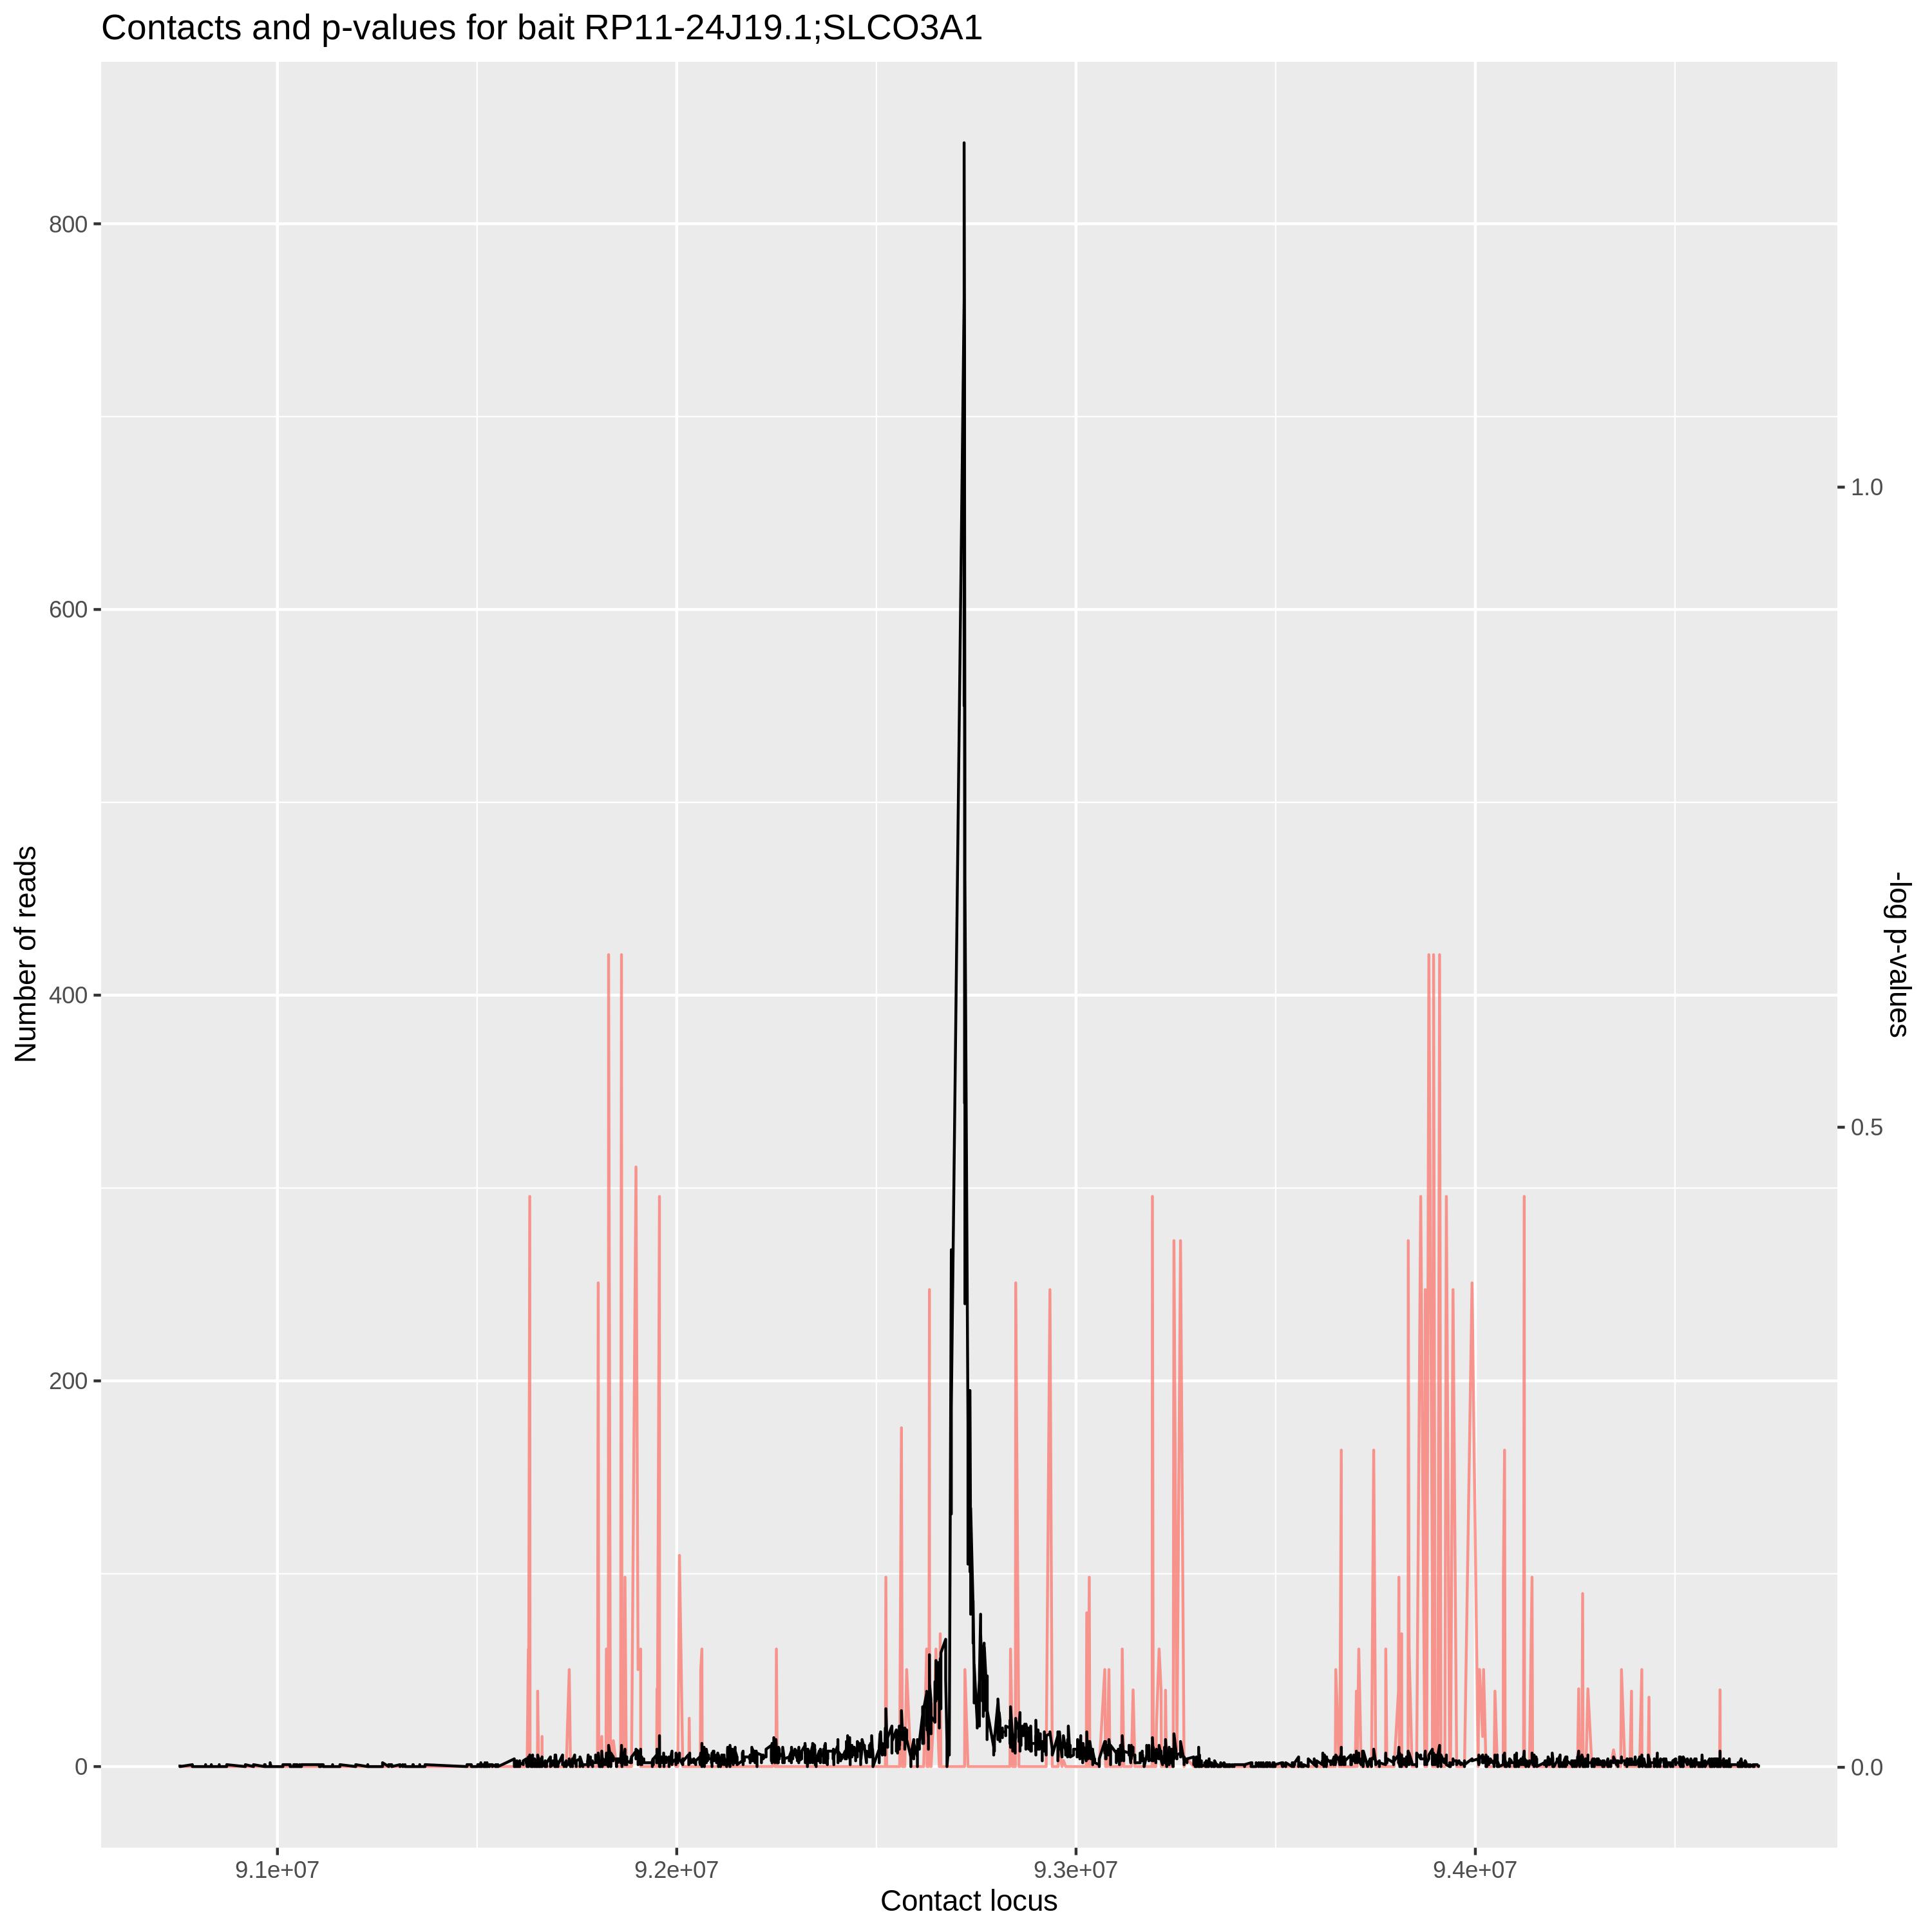 Contacts and p-values for bait RP11-24J19.1;SLCO3A1
800
600
400
200
0
Number of reads
1.0
0.5
0.0
-log p-values
9.1e+07
9.2e+07
9.3e+07
9.4e+07
Contact locus